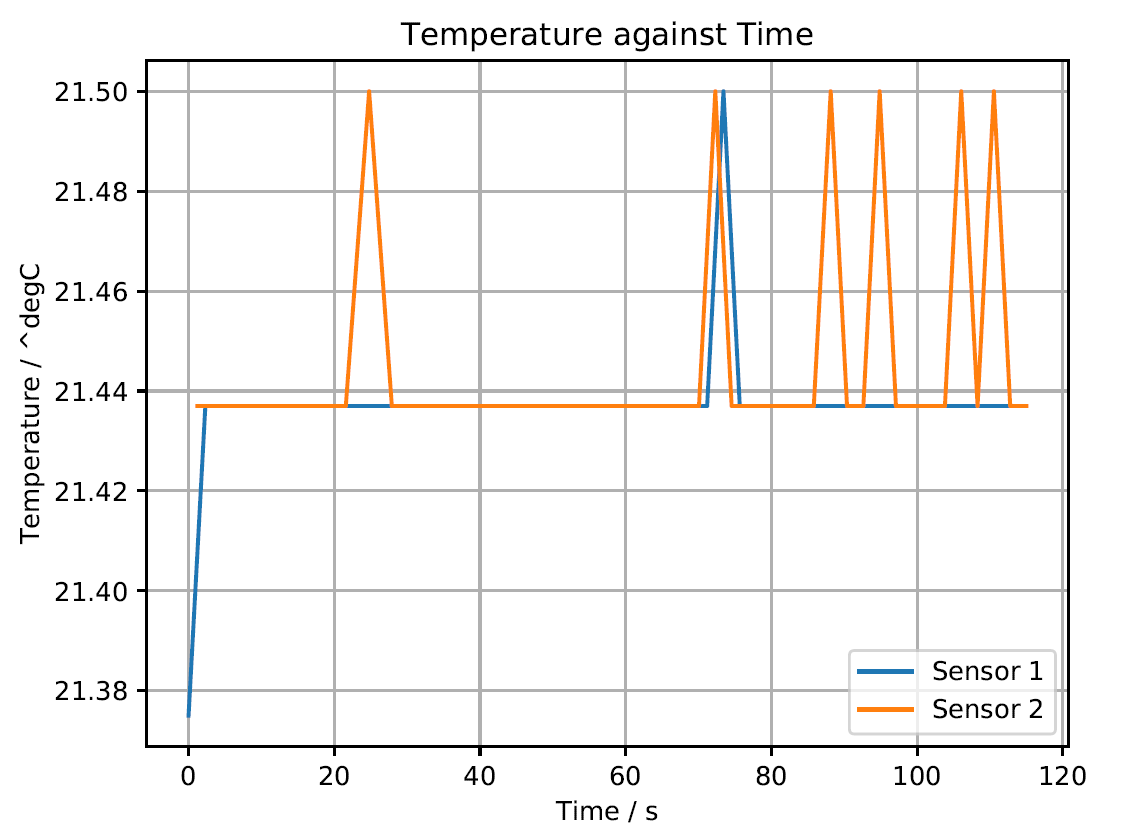 Temperature against Time
21.50
21.48
21.46
21.44
21.42
21.40
21.38
Temperature / ^degC
0 20 40 60 80 100 120
Time / s
Sensor 1
Sensor 2